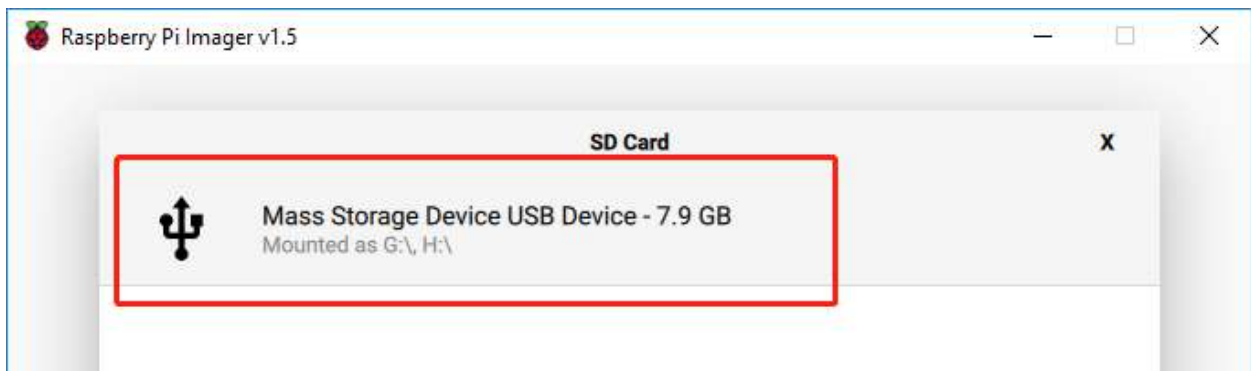 Raspberry Pi Imager v1.5
SD Card
X
Mass Storage Device USB Device - 7.9 GB
Mounted as G:\, H:\